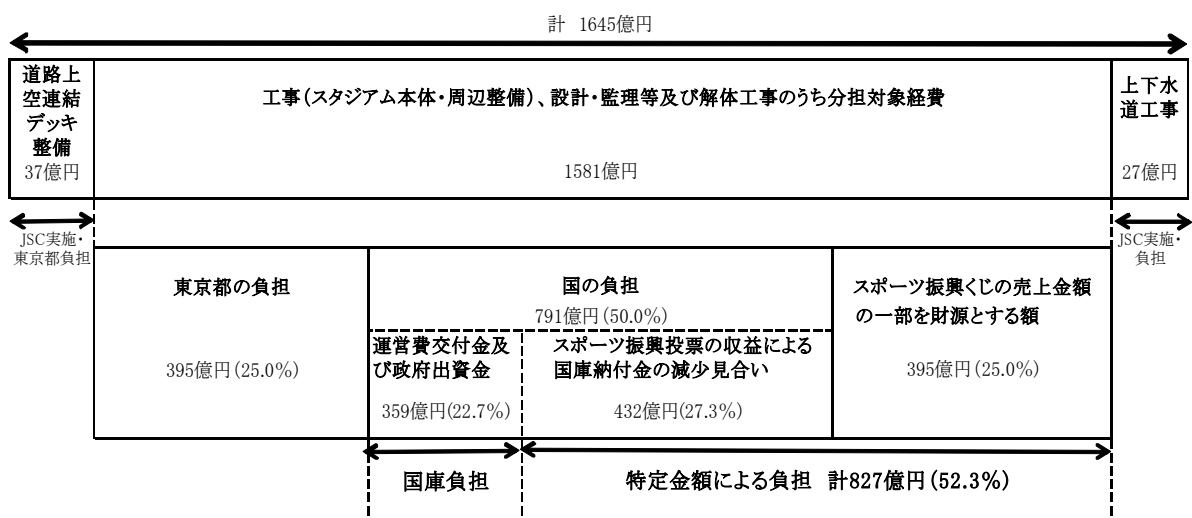 計 1645億円
道路上
空連結
デッキ
整備
37億円
工事（スタジアム本体・周辺整備）、設計・監理等及び解体工事のうち分担対象経費
1581億円
上下水
道工事
27億円
JSC実施・
東京都負担
JSC実施・
負担
東京都の負担
395億円（25.0％）
国の負担
791億円（50.0％）
運営費交付金及
び政府出資金
359億円(22.7％)
スポーツ振興投票の収益による
国庫納付金の減少見合い
432億円(27.3％)
スポーツ振興くじの売上金額
の一部を財源とする額
395億円（25.0％）
国庫負担
特定金額による負担 計827億円（52.3％）